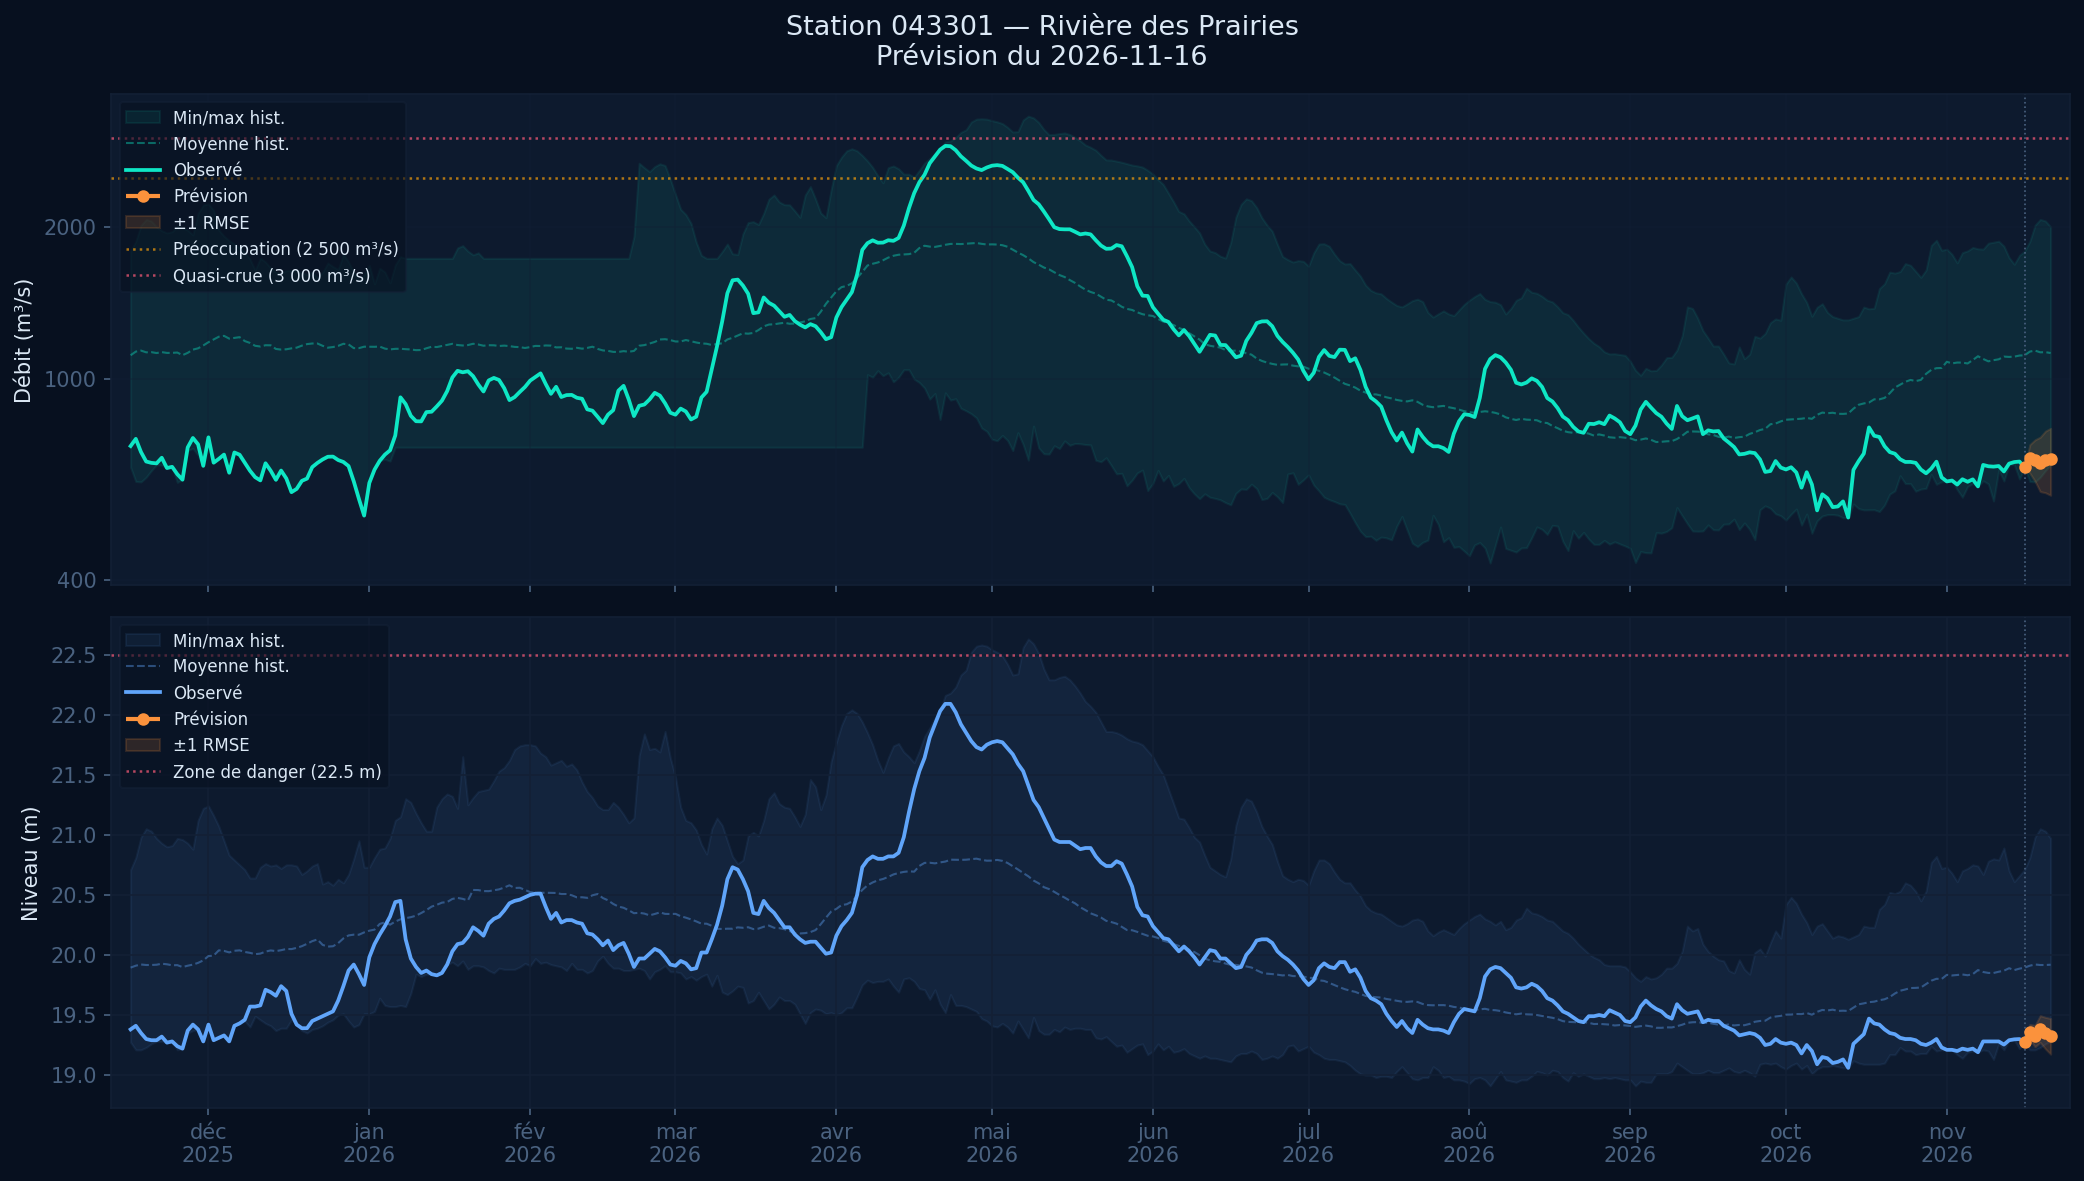 Station 043301 — Rivière des Prairies
Prévision du 2026-11-16
Débit (m³/s)
2000
1000
400
Min/max hist.
Moyenne hist.
Observé
Prévision
±1 RMSE
Préoccupation (2 500 m³/s)
Quasi-crue (3 000 m³/s)
Niveau (m)
22.5
22.0
21.5
21.0
20.5
20.0
19.5
19.0
Min/max hist.
Moyenne hist.
Observé
Prévision
±1 RMSE
Zone de danger (22.5 m)
déc jan fév mar avr mai jun jul aoû sep oct nov
2025 2026 2026 2026 2026 2026 2026 2026 2026 2026 2026 2026